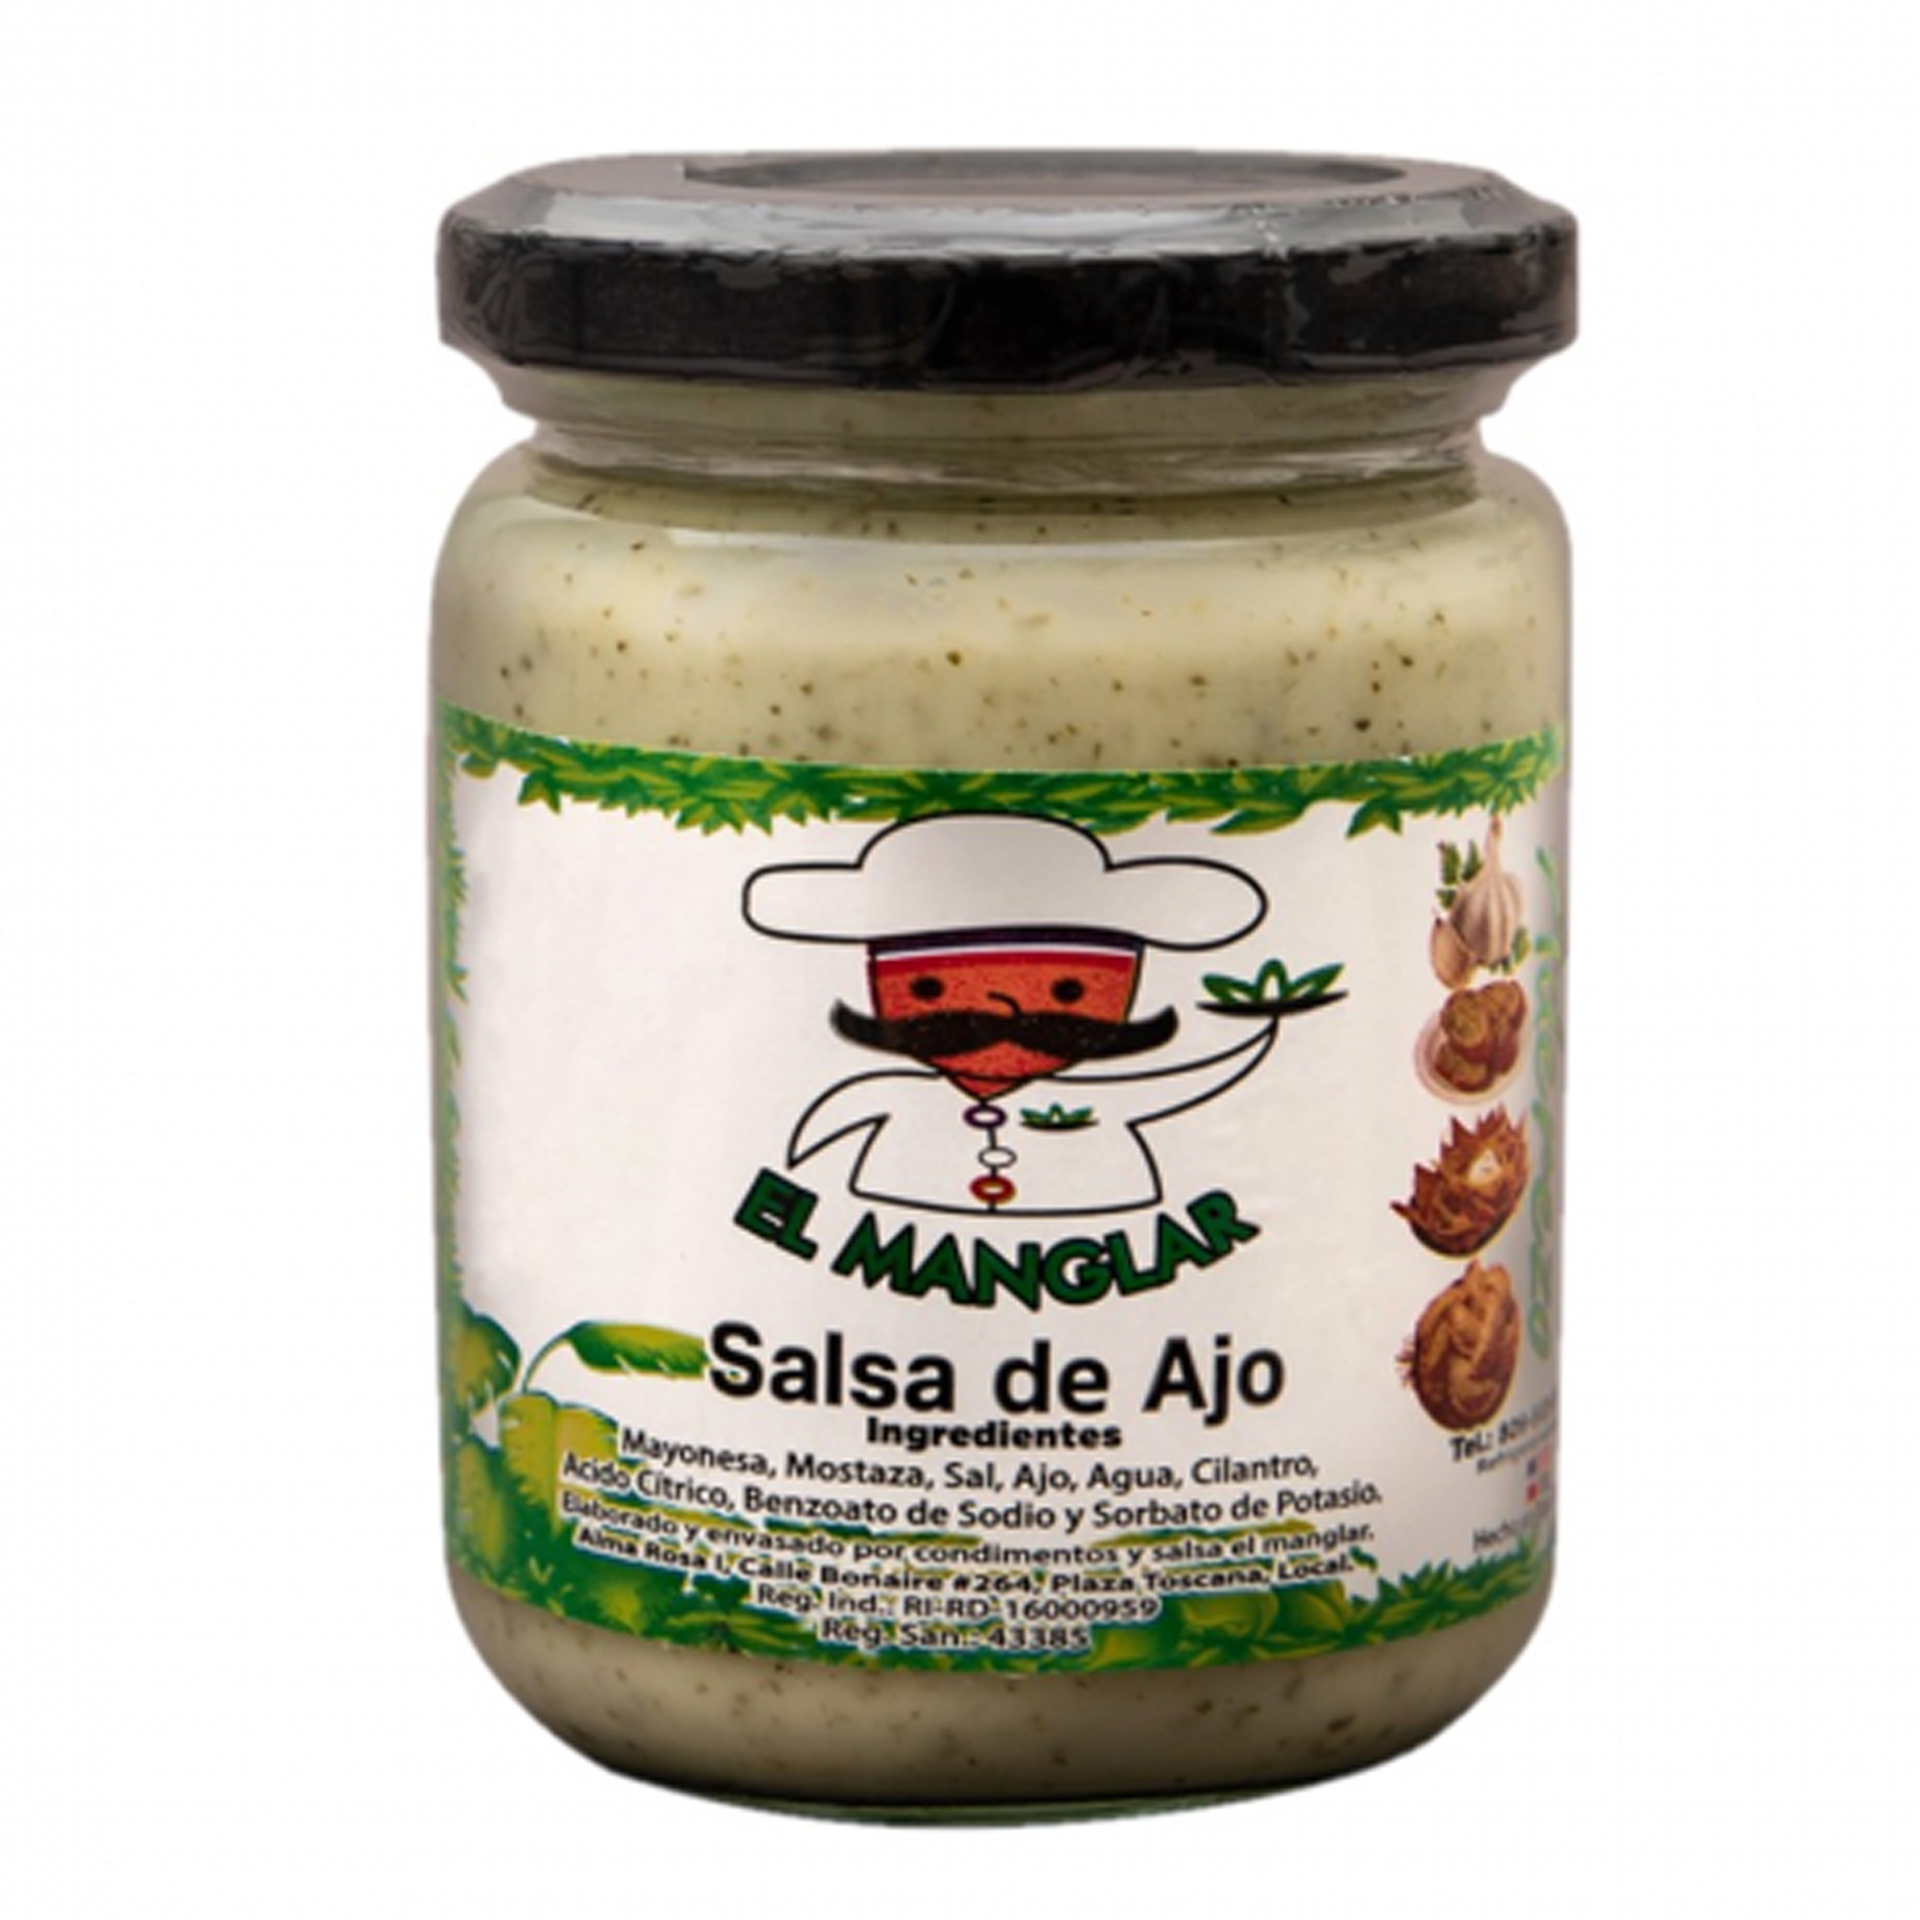 EL MANGLAR
Salsa de Ajo
Ingredientes
Mayonesa, Mostaza, Sal, Ajo, Agua, Cilantro,
Acido Cítrico, Benzoato de Sodio y Sorbato de Potasio.
Elaborado y envasado por condimentos y salsa el manglar.
Alma Rosa I, Calle Bonaire #264, Plaza Toscana, Local.
Reg. Ind.: RI-RD-16000959
Reg. San.: 43385
Tel.: